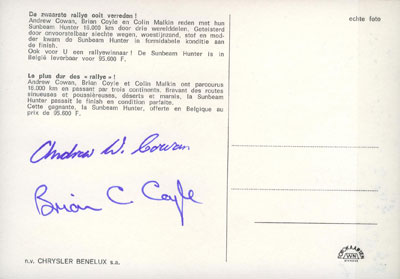 De zwaarste rallye ooit verreden !
Andrew Cowan, Brian Coyle en Colin Malkin reden met hun
Sunbeam Hunter 16.000 km door drie werelddelen. Geteisterd
door onvoorstelbaar slechte wegen, woestijnzand, stof en mod-
der kwam de Sunbeam Hunter in formidabele konditie aan
de finish.
Ook voor U een rallyewinnaar ! De Sunbeam Hunter is in
België leverbaar voor 95.600 F.
echte foto
Le plus dur des « rallye » !
Andrew Cowan, Brian Coyle et Colin Malkin ont parcourus
16.000 km en passant par trois continents. Bravant des routes
sinueuses et poussiéreuses, déserts et marais, la Sunbeam
Hunter passait le finish en condition parfaite.
Cette gagnante, la Sunbeam Hunter, offerte en Belgique au
prix de 95.600 F.
Andrew W. Cowan
Brian C Coyle
n.v. CHRYSLER BENELUX s.a.